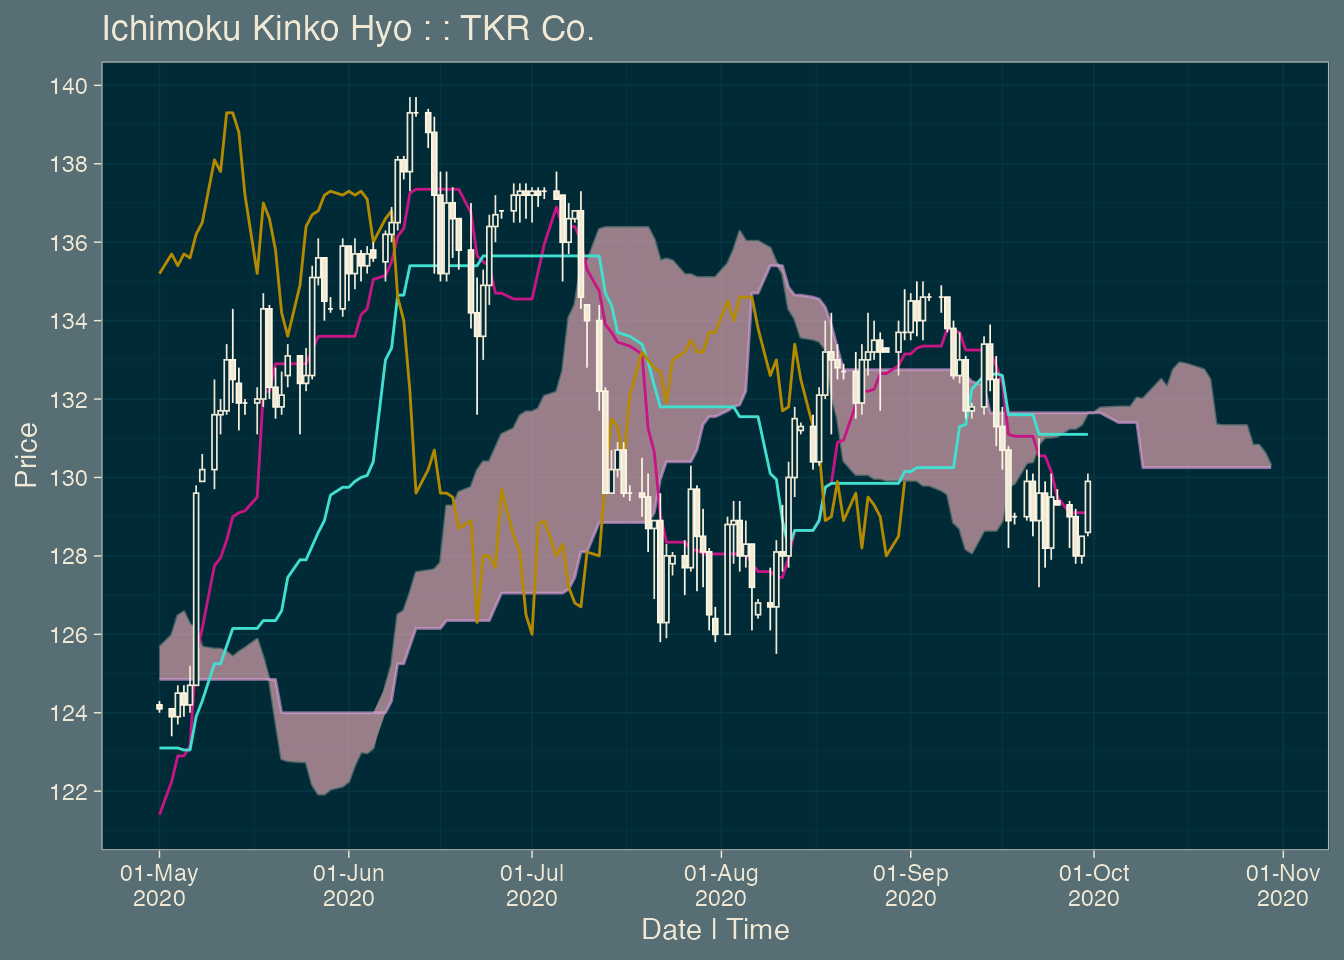 Ichimoku Kinko Hyo : : TKR Co.
140
138
136
134
132
130
128
126
124
122
Price
01-May
2020
01-Jun
2020
01-Jul
2020
01-Aug
2020
01-Sep
2020
01-Oct
2020
01-Nov
2020
Date | Time